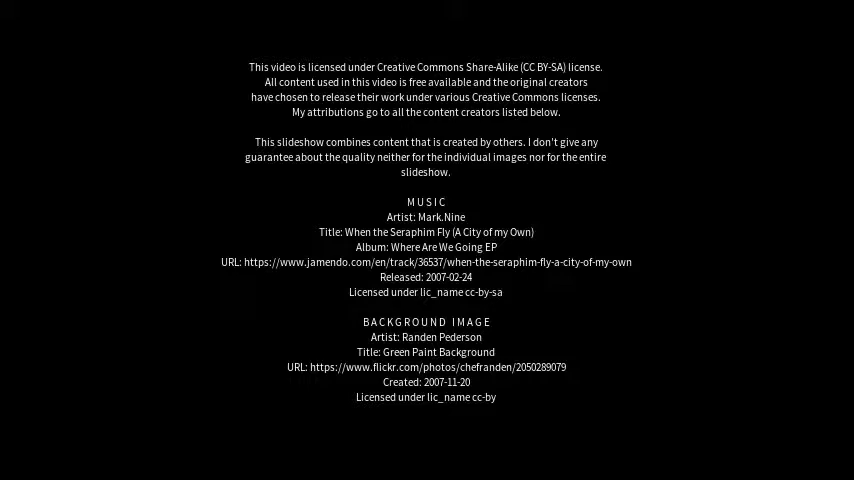 This video is licensed under Creative Commons Share-Alike (CC BY-SA) license.
All content used in this video is free available and the original creators
have chosen to release their work under various Creative Commons licenses.
My attributions go to all the content creators listed below.
This slideshow combines content that is created by others. I don't give any
guarantee about the quality neither for the individual images nor for the entire
slideshow.
MUSIC
Artist: Mark.Nine
Title: When the Seraphim Fly (A City of my Own)
Album: Where Are We Going EP
URL: https://www.jamendo.com/en/track/36537/when-the-seraphim-fly-a-city-of-my-own
Released: 2007-02-24
Licensed under lic_name cc-by-sa
BACKGROUND IMAGE
Artist: Randen Pederson
Title: Green Paint Background
URL: https://www.flickr.com/photos/chefranden/2050289079
Created: 2007-11-20
Licensed under lic_name cc-by